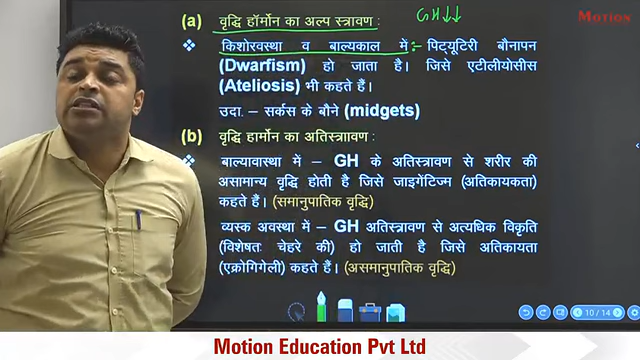 (a) वृद्धि हॉर्मोन का अल्प स्त्रावण : GH↓↓
MOTION
❖ किशोरवस्था व बाल्यकाल में :- पिट्यूटिरी बौनापन
(Dwarfism) हो जाता है। जिसे एटीलीयोसीस
(Ateliosis) भी कहते हैं।
उदा. – सर्कस के बौने (midgets)
(b) वृद्धि हार्मोन का अतिस्त्राावण :
❖ बाल्यावास्था में – GH के अतिस्त्रावण से शरीर की
असामान्य वृद्धि होती है जिसे जाइगेंटिज्म (अतिकायकता)
कहते हैं। (समानुपातिक वृद्धि)
व्यस्क अवस्था में – GH अतिस्त्रावण से अत्यधिक विकृति
(विशेषतः चेहरे की) हो जाती है जिसे अतिकायता
(एक्रोगिगेली) कहते हैं। (असमानुपातिक वृद्धि)
10 / 14
Motion Education Pvt Ltd